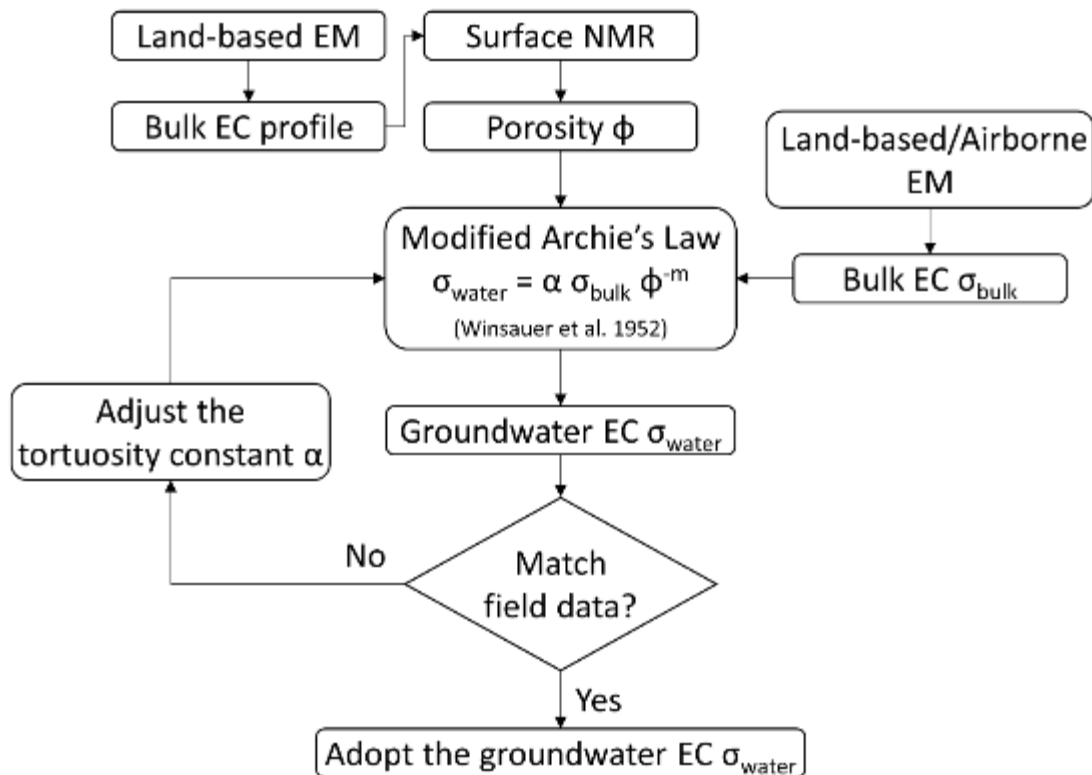 Land-based EM
Surface NMR
Bulk EC profile
Porosity ϕ
Land-based/Airborne
EM
Modified Archie's Law
σwater = α σbulk ϕ-m
(Winsauer et al. 1952)
Bulk EC σbulk
Adjust the
tortuosity constant α
Groundwater EC σwater
No
Match
field data?
Yes
Adopt the groundwater EC σwater